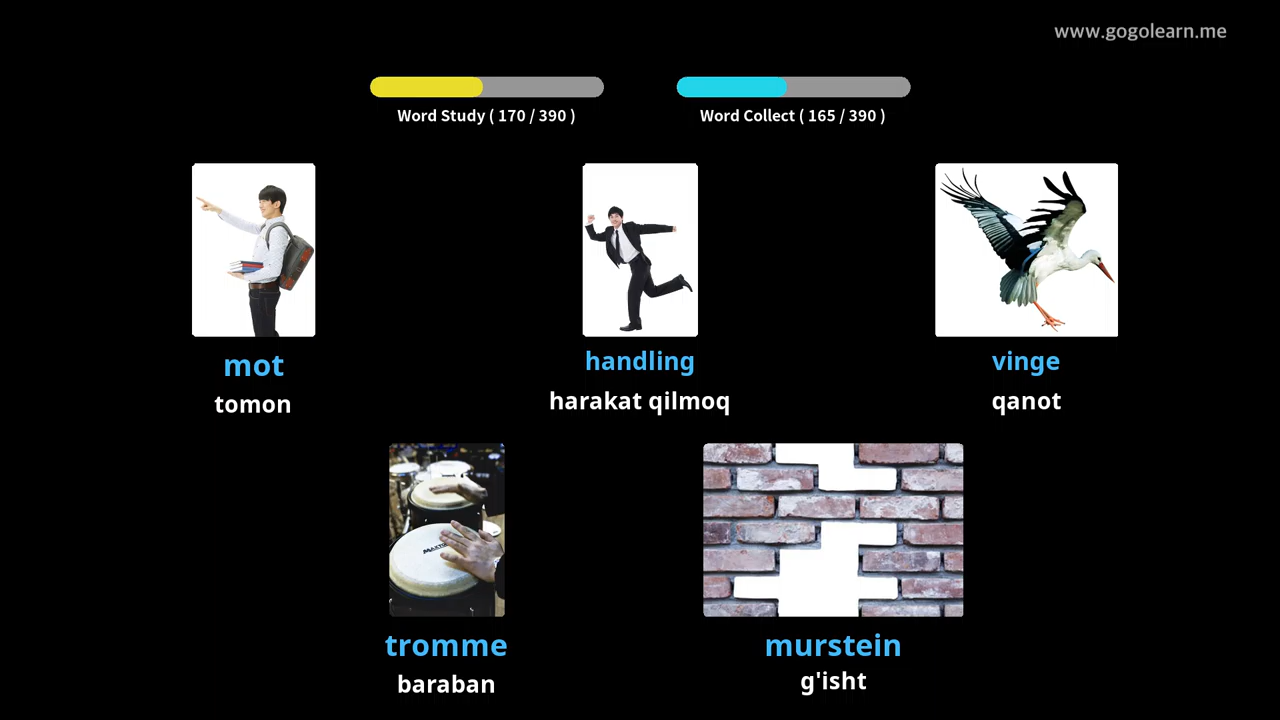 www.gogolearn.me
Word Study ( 170 / 390 )
Word Collect ( 165 / 390 )
mot
tomon
handling
harakat qilmoq
vinge
qanot
tromme
baraban
murstein
g'isht